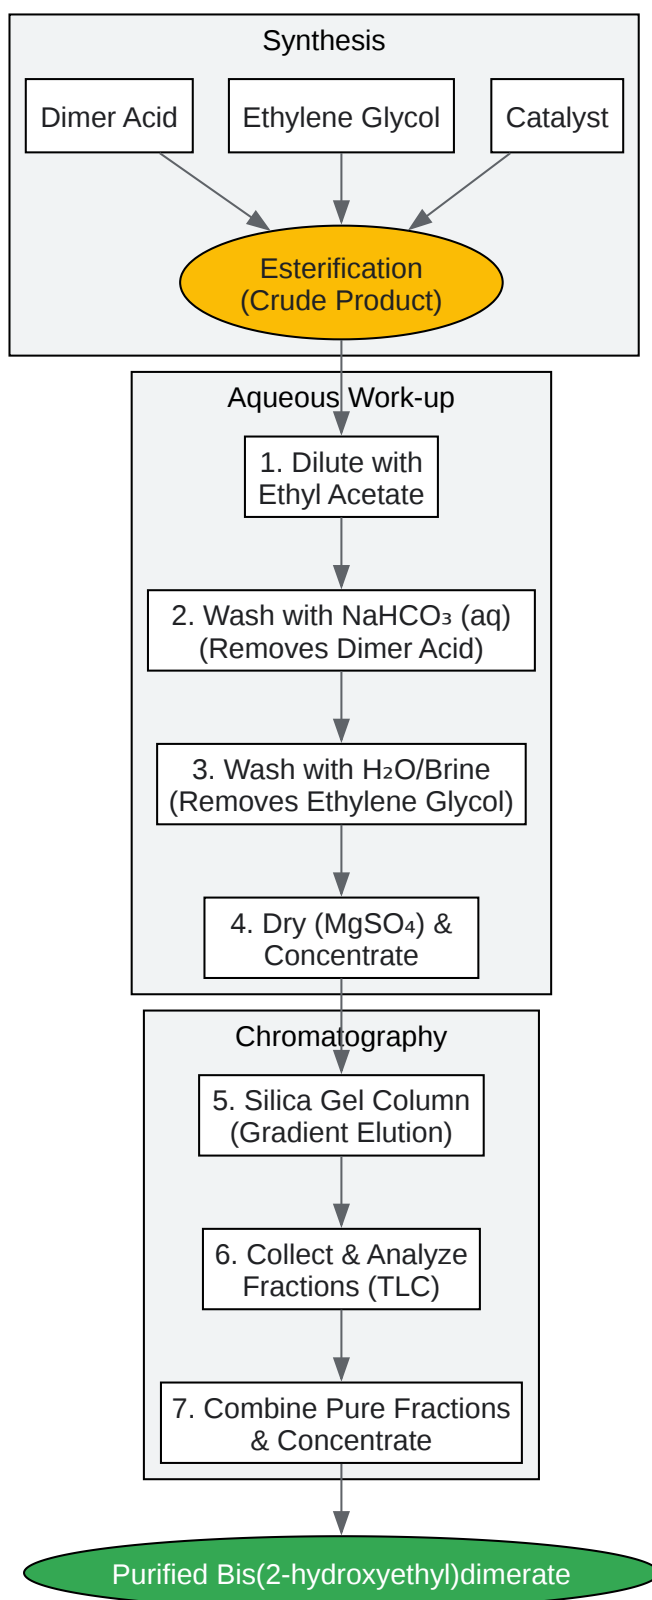 Synthesis
Dimer Acid
Ethylene Glycol
Catalyst
Esterification
(Crude Product)
Aqueous Work-up
1. Dilute with
Ethyl Acetate
2. Wash with NaHCO₃ (aq)
(Removes Dimer Acid)
3. Wash with H₂O/Brine
(Removes Ethylene Glycol)
4. Dry (MgSO₄) &
Concentrate
Chromatography
5. Silica Gel Column
(Gradient Elution)
6. Collect & Analyze
Fractions (TLC)
7. Combine Pure Fractions
& Concentrate
Purified Bis(2-hydroxyethyl)dimerate